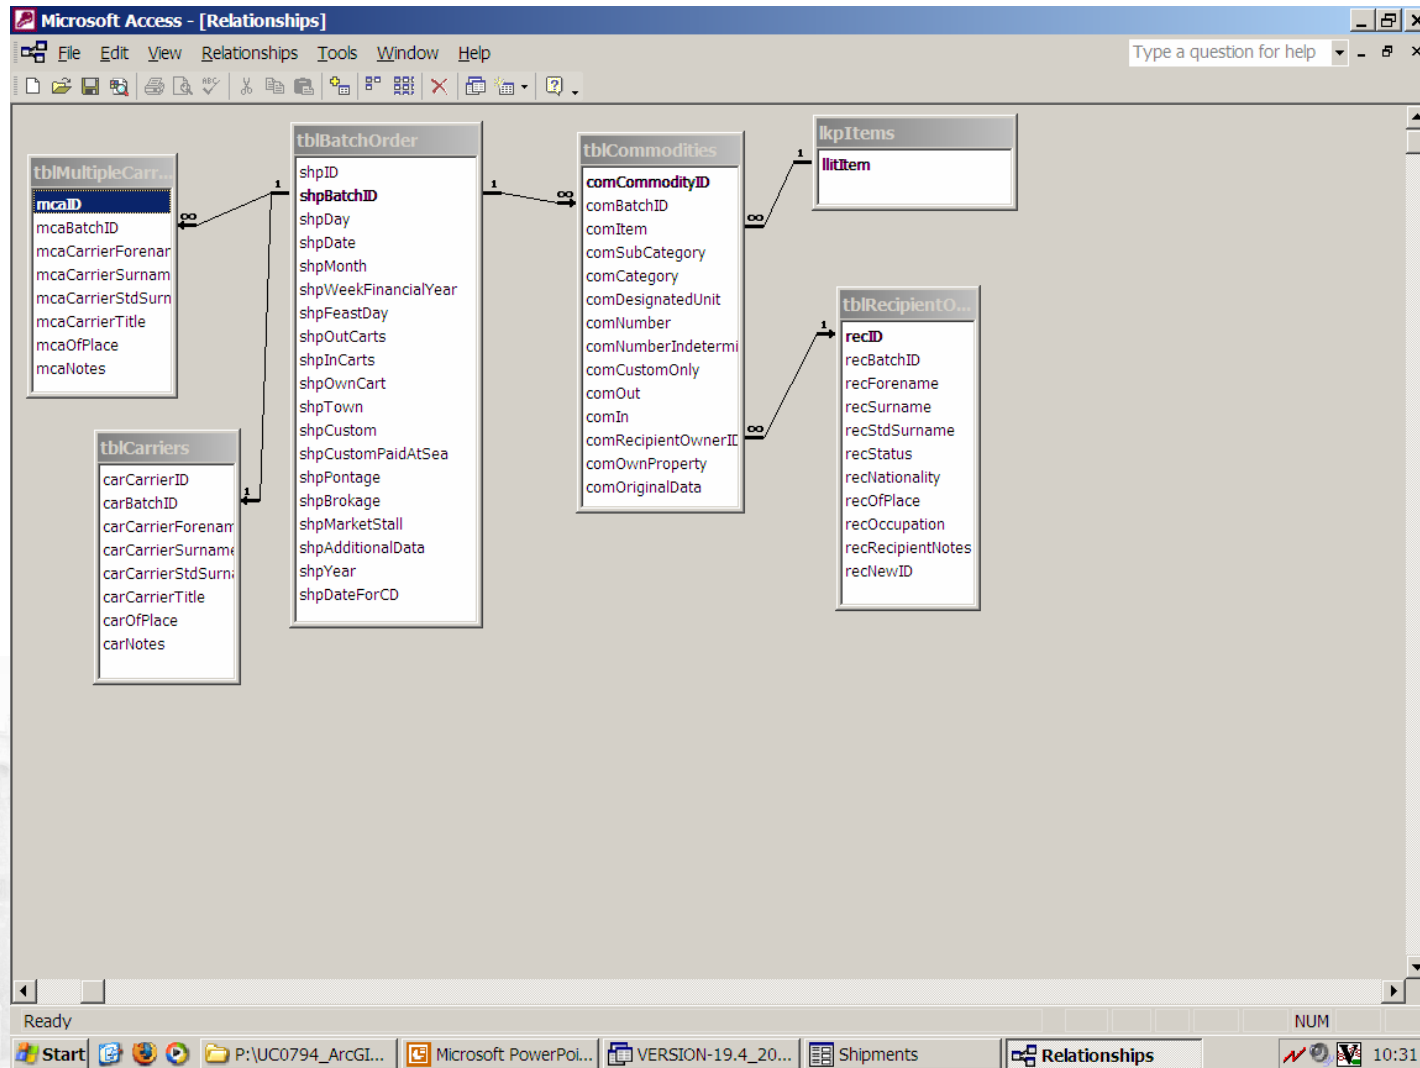 Microsoft Access - [Relationships]
File Edit View Relationships Tools Window Help
Type a question for help
tblMultipleCarr...
mcaID
mcaBatchID
mcaCarrierForenar
mcaCarrierSurnam
mcaCarrierStdSurn
mcaCarrierTitle
mcaOfPlace
mcaNotes
tblCarriers
carCarrierID
carBatchID
carCarrierForenam
carCarrierSurname
carCarrierStdSurna
carCarrierTitle
carOfPlace
carNotes
tblBatchOrder
shpID
shpBatchID
shpDay
shpDate
shpMonth
shpWeekFinancialYear
shpFeastDay
shpOutCarts
shpInCarts
shpOwnCart
shpTown
shpCustom
shpCustomPaidAtSea
shpPontage
shpBrokage
shpMarketStall
shpAdditionalData
shpYear
shpDateForCD
tblCommodities
comCommodityID
comBatchID
comItem
comSubCategory
comCategory
comDesignatedUnit
comNumber
comNumberIndetermi
comCustomOnly
comOut
comIn
comRecipientOwnerID
comOwnProperty
comOriginalData
lkpItems
llitItem
tblRecipientO...
recID
recBatchID
recForename
recSurname
recStdSurname
recStatus
recNationality
recOfPlace
recOccupation
recRecipientNotes
recNewID
1 ∞
1
1 ∞
1 ∞
1 ∞
Ready NUM
Start P:\UC0794_ArcGI... Microsoft PowerPoi... VERSION-19.4_20... Shipments Relationships 10:31